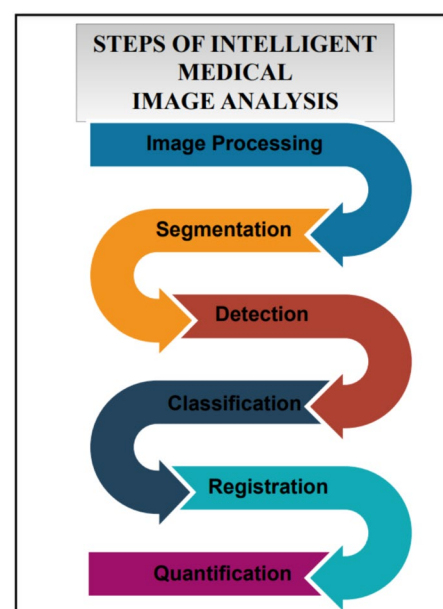 STEPS OF INTELLIGENT
MEDICAL
IMAGE ANALYSIS
Image Processing
Segmentation
Detection
Classification
Registration
Quantification